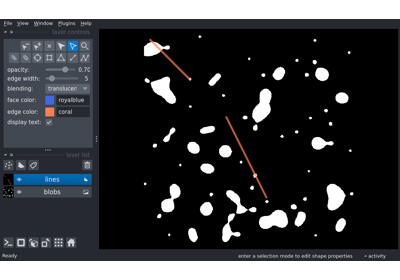 File View Window Plugins Help
layer controls
opacity: 0.70
edge width: 5
blending: translucen
face color: royalblue
edge color: coral
display text:
layer list
lines
blobs
Ready
enter a selection mode to edit shape properties
activity